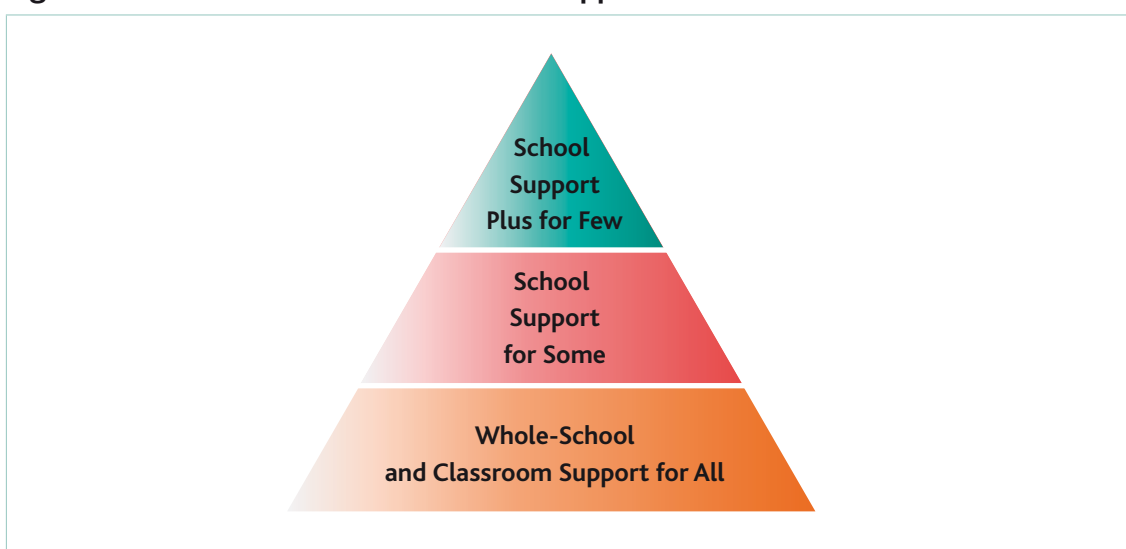 School
Support
Plus for Few
School
Support
for Some
Whole-School
and Classroom Support for All